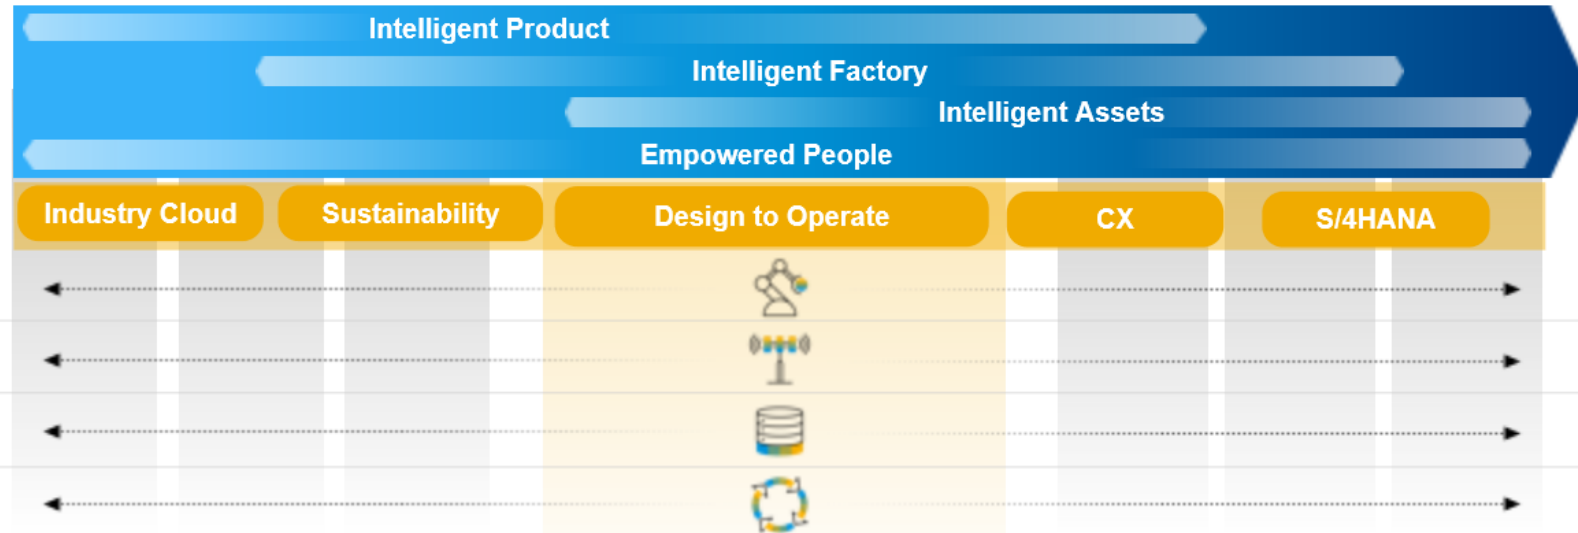 Intelligent Product
Intelligent Factory
Intelligent Assets
Empowered People
Industry Cloud
Sustainability
Design to Operate
CX
S/4HANA